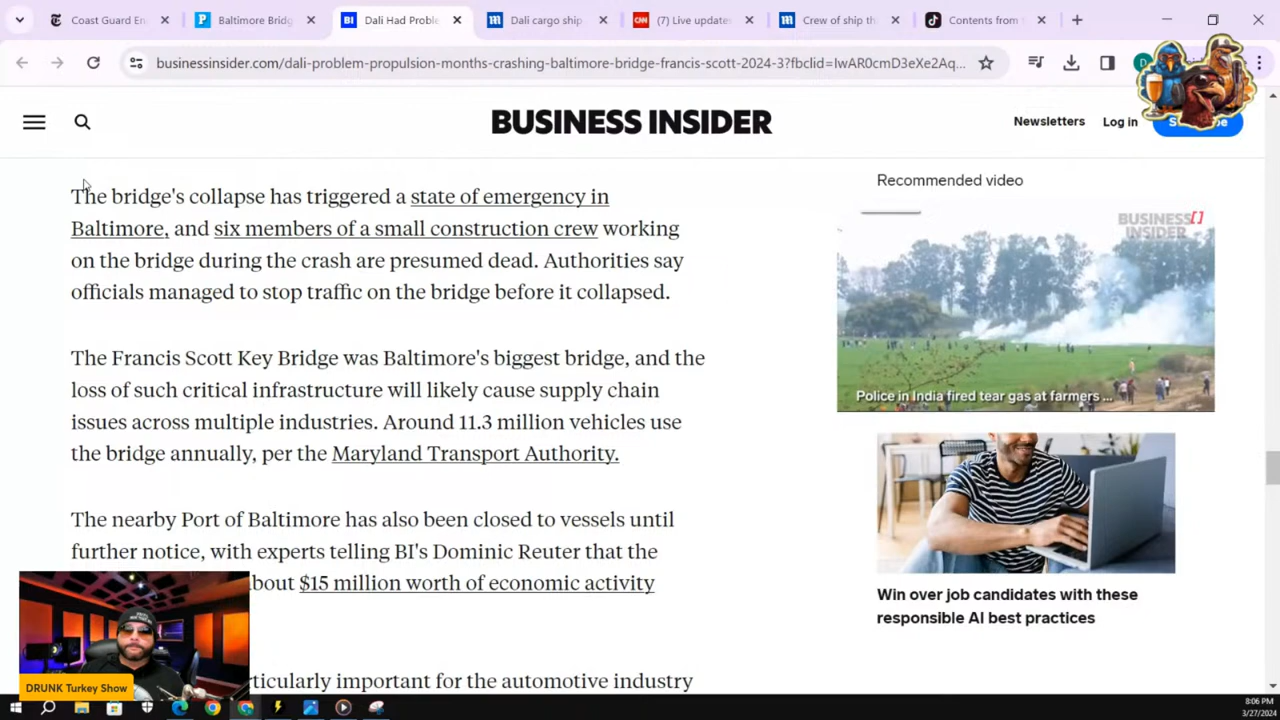 Coast Guard En
Baltimore Bridg
Dali Had Proble
Dali cargo ship
(7) Live update
Crew of ship th
Contents from
businessinsider.com/dali-problem-propulsion-months-crashing-baltimore-bridge-francis-scott-2024-3?fbclid=IwAR0cmD3eXe2Aq...
BUSINESS INSIDER
Newsletters
Log in
The bridge's collapse has triggered a state of emergency in
Baltimore, and six members of a small construction crew working
on the bridge during the crash are presumed dead. Authorities say
officials managed to stop traffic on the bridge before it collapsed.
The Francis Scott Key Bridge was Baltimore's biggest bridge, and the
loss of such critical infrastructure will likely cause supply chain
issues across multiple industries. Around 11.3 million vehicles use
the bridge annually, per the Maryland Transport Authority.
The nearby Port of Baltimore has also been closed to vessels until
further notice, with experts telling BI's Dominic Reuter that the
bout $15 million worth of economic activity
rticularly important for the automotive industry
Recommended video
BUSINESS
INSIDER
Police in India fired tear gas at farmers ...
Win over job candidates with these
responsible AI best practices
DRUNK Turkey Show
8:06 PM
3/27/2024